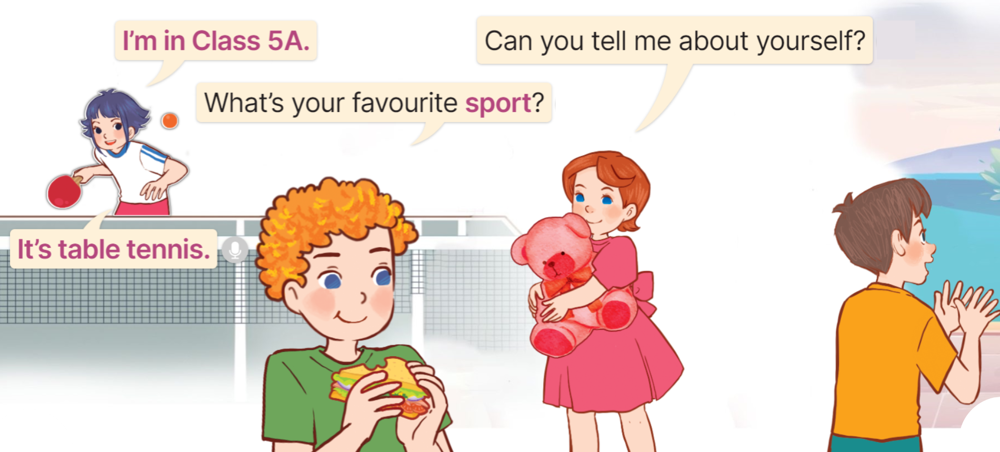 Can you tell me about yourself?
I'm in Class 5A.
What's your favourite sport?
It's table tennis.